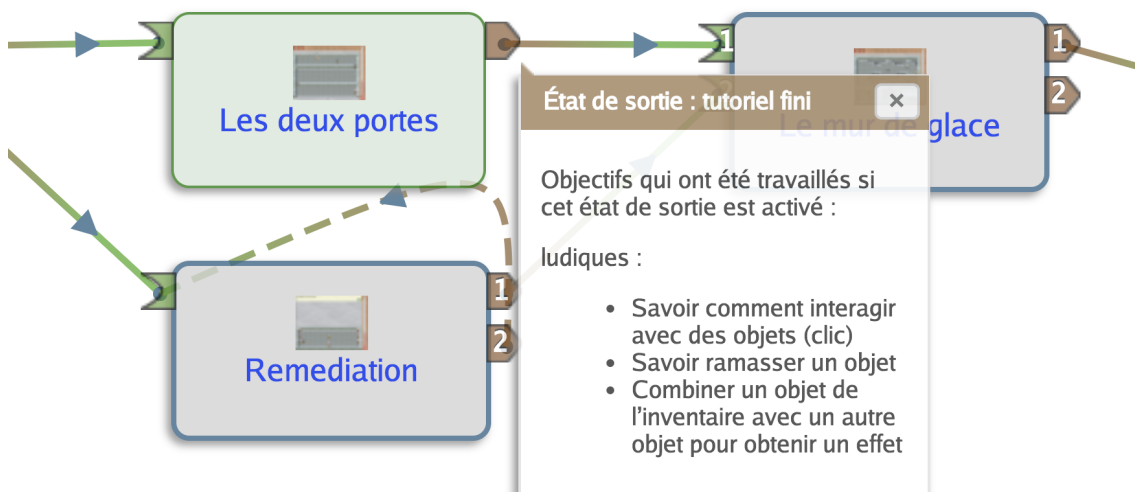 Les deux portes
1
1
2
État de sortie : tutoriel fini
×
Le mur de glace
Objectifs qui ont été travaillés si
cet état de sortie est activé :
ludiques :
• Savoir comment interagir
avec des objets (clic)
• Savoir ramasser un objet
• Combiner un objet de
l'inventaire avec un autre
objet pour obtenir un effet
1
2
Remediation